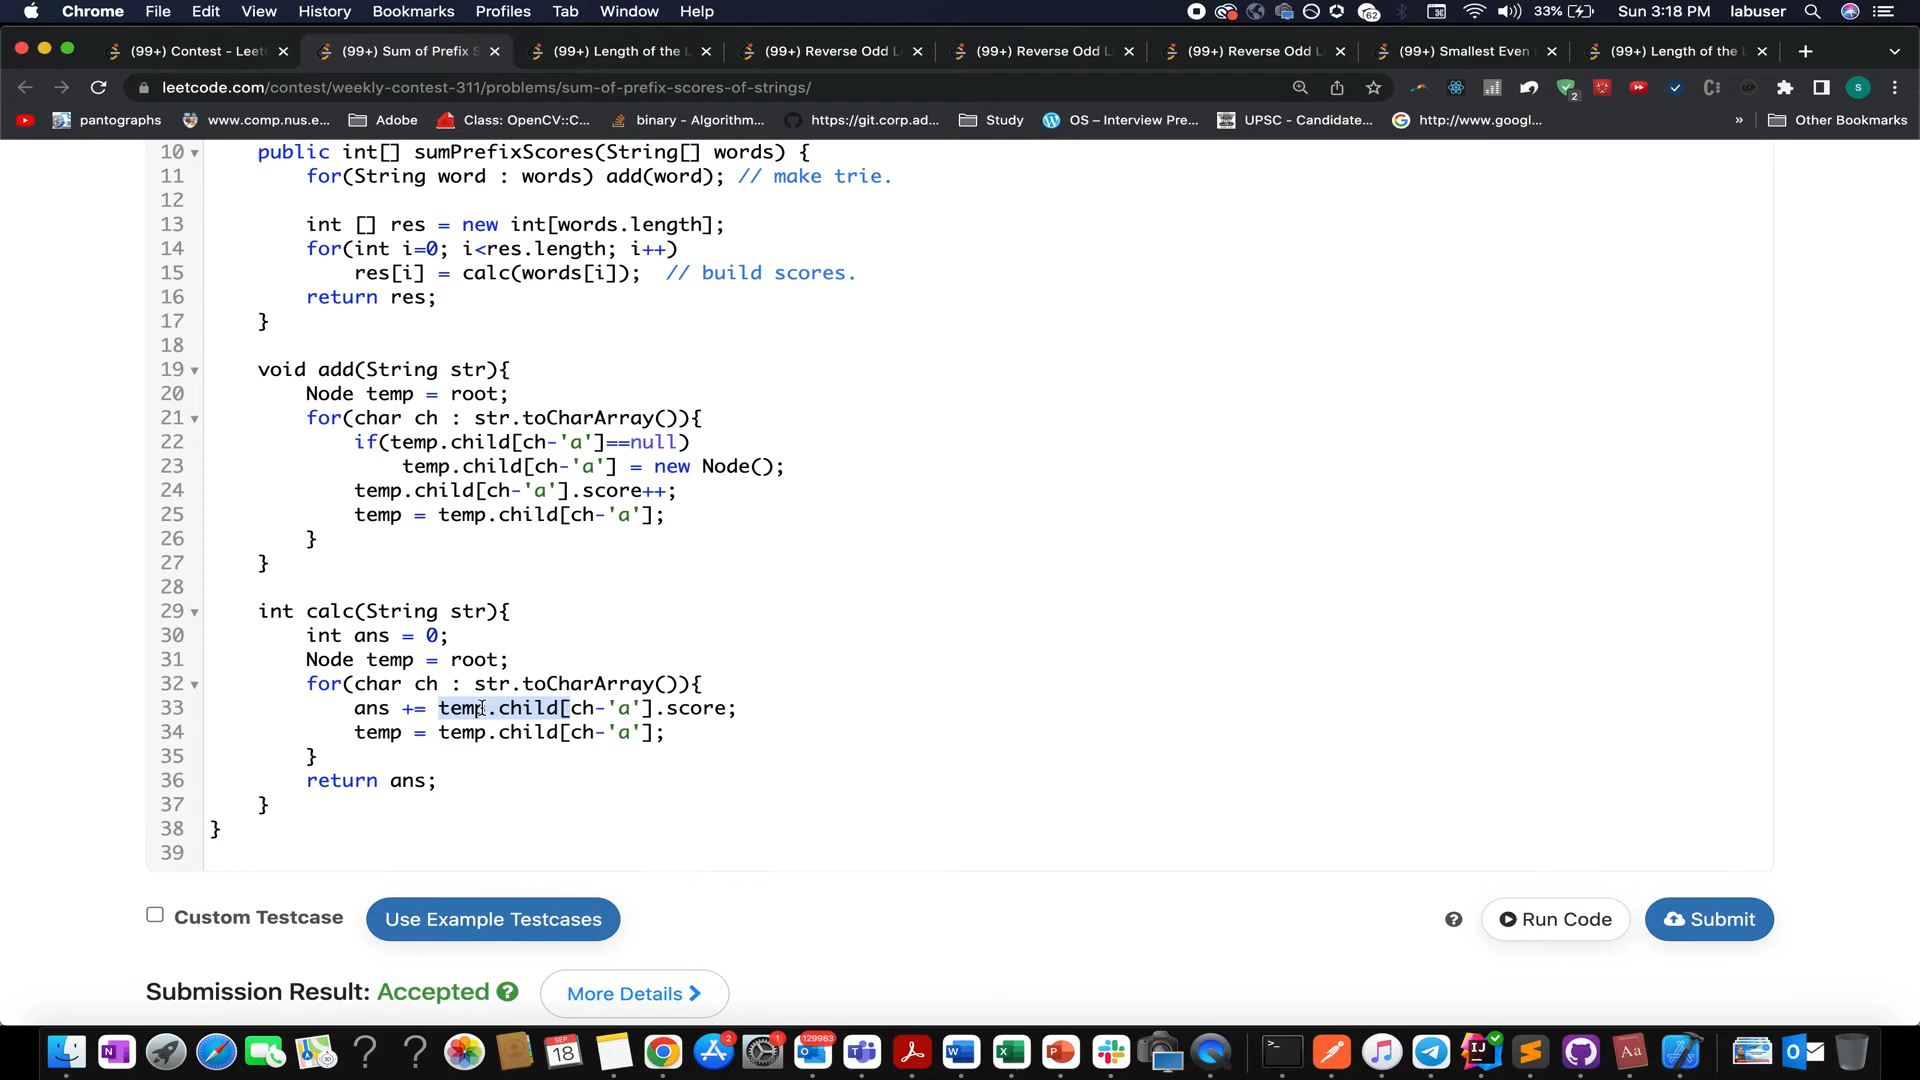 Chrome File Edit View History Bookmarks Profiles Tab Window Help 62 33% Sun 3:18 PM labuser
(99+) Contest - Leet (99+) Sum of Prefix S (99+) Length of the L (99+) Reverse Odd L (99+) Reverse Odd L (99+) Reverse Odd L (99+) Smallest Even (99+) Length of the L
leetcode.com/contest/weekly-contest-311/problems/sum-of-prefix-scores-of-strings/ 2 S
pantographs www.comp.nus.e... Adobe Class: OpenCV::C... binary - Algorithm... https://git.corp.ad... Study OS – Interview Pre... UPSC - Candidate... http://www.googl... » Other Bookmarks
10 public int[] sumPrefixScores(String[] words) {
11 for(String word : words) add(word); // make trie.
12
13 int [] res = new int[words.length];
14 for(int i=0; i<res.length; i++)
15 res[i] = calc(words[i]); // build scores.
16 return res;
17 }
18
19 void add(String str){
20 Node temp = root;
21 for(char ch : str.toCharArray()){
22 if(temp.child[ch-'a']==null)
23 temp.child[ch-'a'] = new Node();
24 temp.child[ch-'a'].score++;
25 temp = temp.child[ch-'a'];
26 }
27 }
28
29 int calc(String str){
30 int ans = 0;
31 Node temp = root;
32 for(char ch : str.toCharArray()){
33 ans += temp.child[ch-'a'].score;
34 temp = temp.child[ch-'a'];
35 }
36 return ans;
37 }
38 }
39
Custom Testcase Use Example Testcases Run Code Submit
Submission Result: Accepted More Details
SEP 18 2 1 129983